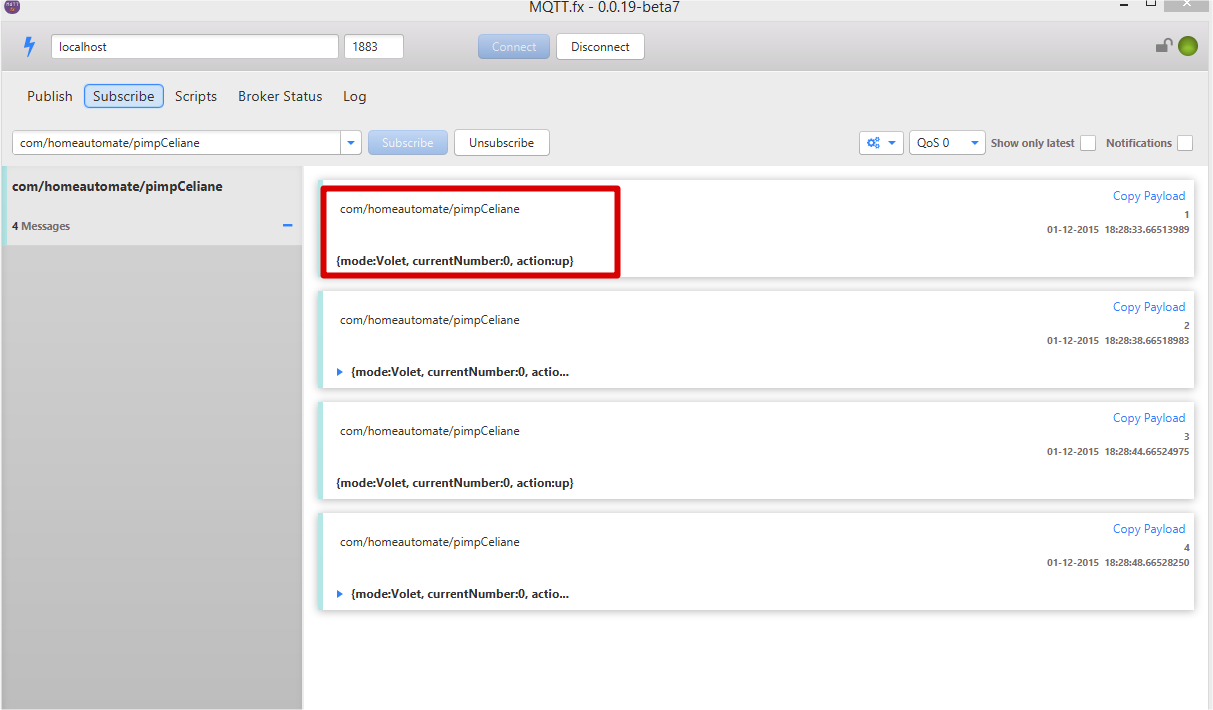 MQTT.fx - 0.0.19-beta7
localhost 1883 Connect Disconnect
Publish Subscribe Scripts Broker Status Log
com/homeautomate/pimpCeliane Subscribe Unsubscribe QoS 0 Show only latest Notifications
com/homeautomate/pimpCeliane
4 Messages
com/homeautomate/pimpCeliane
Copy Payload
1
01-12-2015 18:28:33.66513989
{mode:Volet, currentNumber:0, action:up}
com/homeautomate/pimpCeliane
Copy Payload
2
01-12-2015 18:28:38.66518983
{mode:Volet, currentNumber:0, actio...
com/homeautomate/pimpCeliane
Copy Payload
3
01-12-2015 18:28:44.66524975
{mode:Volet, currentNumber:0, action:up}
com/homeautomate/pimpCeliane
Copy Payload
4
01-12-2015 18:28:48.66528250
{mode:Volet, currentNumber:0, actio...